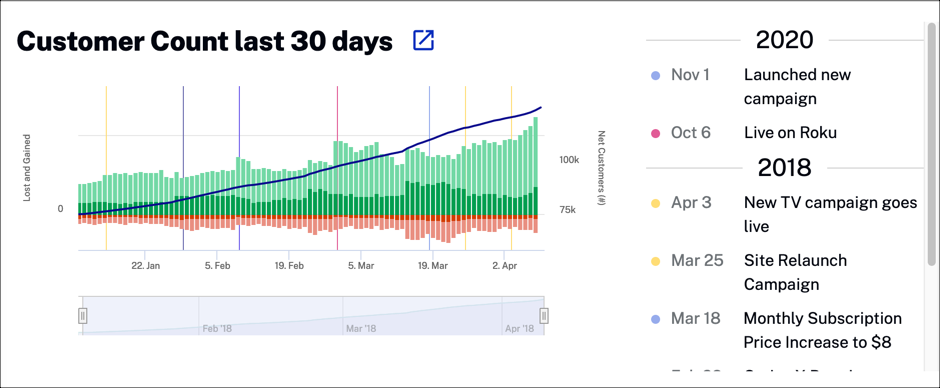 Customer Count last 30 days
Lost and Gained
0
100k
75k
Net Customers (#)
22. Jan
5. Feb
19. Feb
5. Mar
19. Mar
2. Apr
Feb '18
Mar '18
Apr '18
2020
Nov 1
Launched new
campaign
Oct 6
Live on Roku
2018
Apr 3
New TV campaign goes
live
Mar 25
Site Relaunch
Campaign
Mar 18
Monthly Subscription
Price Increase to $8